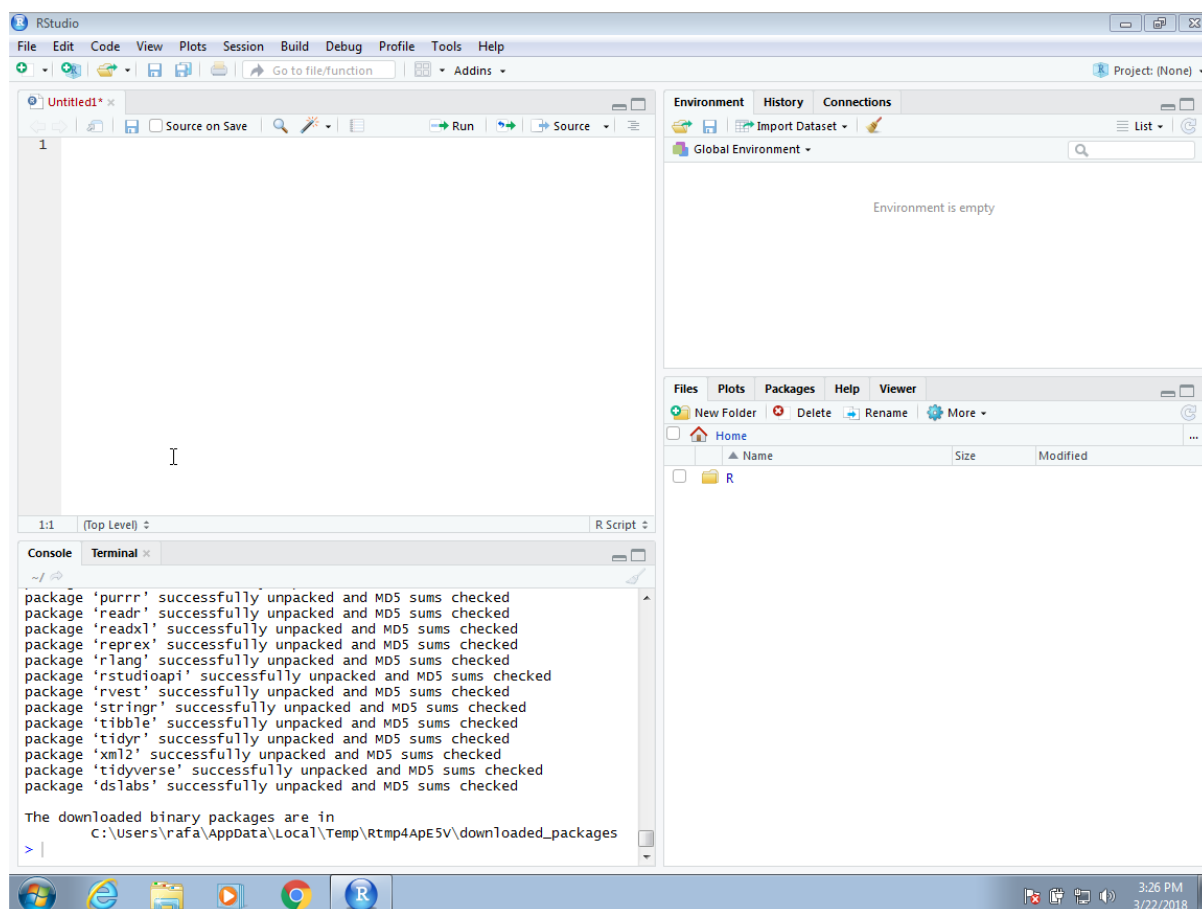 RStudio
File Edit Code View Plots Session Build Debug Profile Tools Help
Go to file/function Addins Project: (None)
Untitled1*
Source on Save Run Source
1
1:1 (Top Level) R Script
Console Terminal
~/
package ‘purrr’ successfully unpacked and MD5 sums checked
package ‘readr’ successfully unpacked and MD5 sums checked
package ‘readxl’ successfully unpacked and MD5 sums checked
package ‘reprex’ successfully unpacked and MD5 sums checked
package ‘rlang’ successfully unpacked and MD5 sums checked
package ‘rstudioapi’ successfully unpacked and MD5 sums checked
package ‘rvest’ successfully unpacked and MD5 sums checked
package ‘stringr’ successfully unpacked and MD5 sums checked
package ‘tibble’ successfully unpacked and MD5 sums checked
package ‘tidyr’ successfully unpacked and MD5 sums checked
package ‘xml2’ successfully unpacked and MD5 sums checked
package ‘tidyverse’ successfully unpacked and MD5 sums checked
package ‘dslabs’ successfully unpacked and MD5 sums checked
The downloaded binary packages are in
C:\Users\rafa\AppData\Local\Temp\Rtmp4ApE5V\downloaded_packages
>
Environment History Connections
Import Dataset List
Global Environment
Environment is empty
Files Plots Packages Help Viewer
New Folder Delete Rename More
Home ...
Name Size Modified
R
3:26 PM
3/22/2018